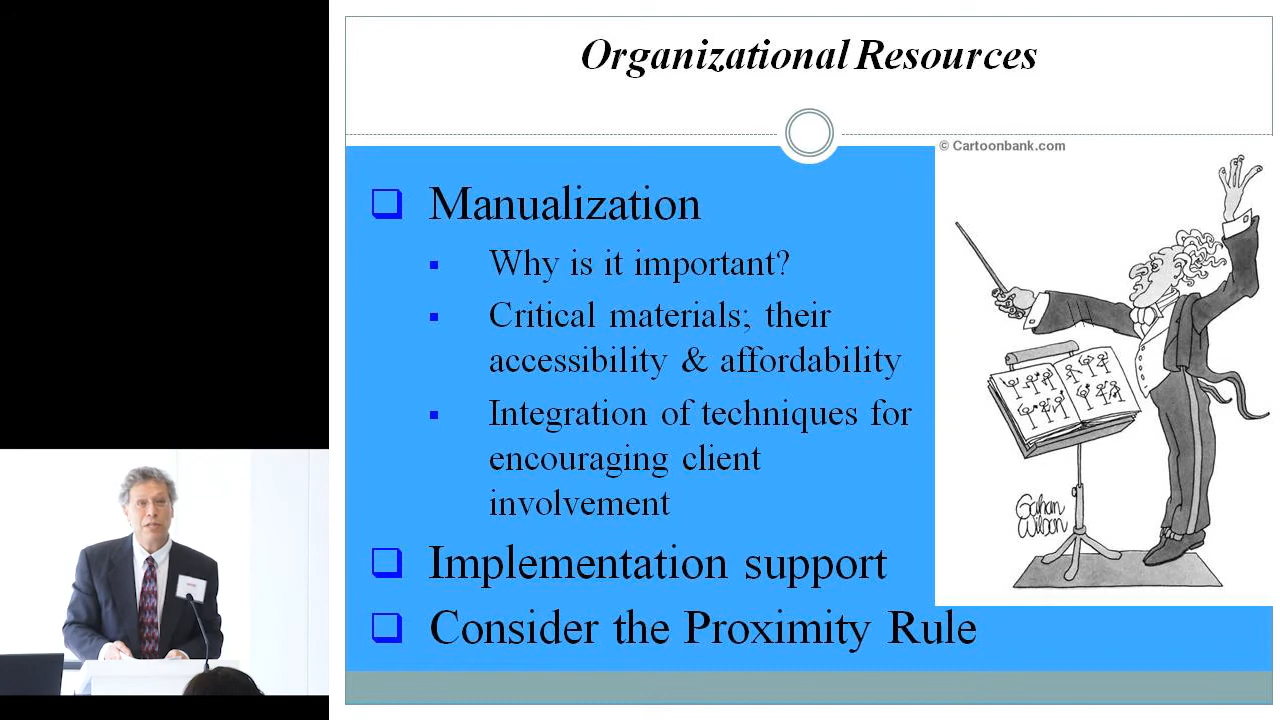 Organizational Resources
© Cartoonbank.com
Manualization
Why is it important?
Critical materials; their
accessibility & affordability
Integration of techniques for
encouraging client
involvement
Implementation support
Consider the Proximity Rule
Gahan
Wilson